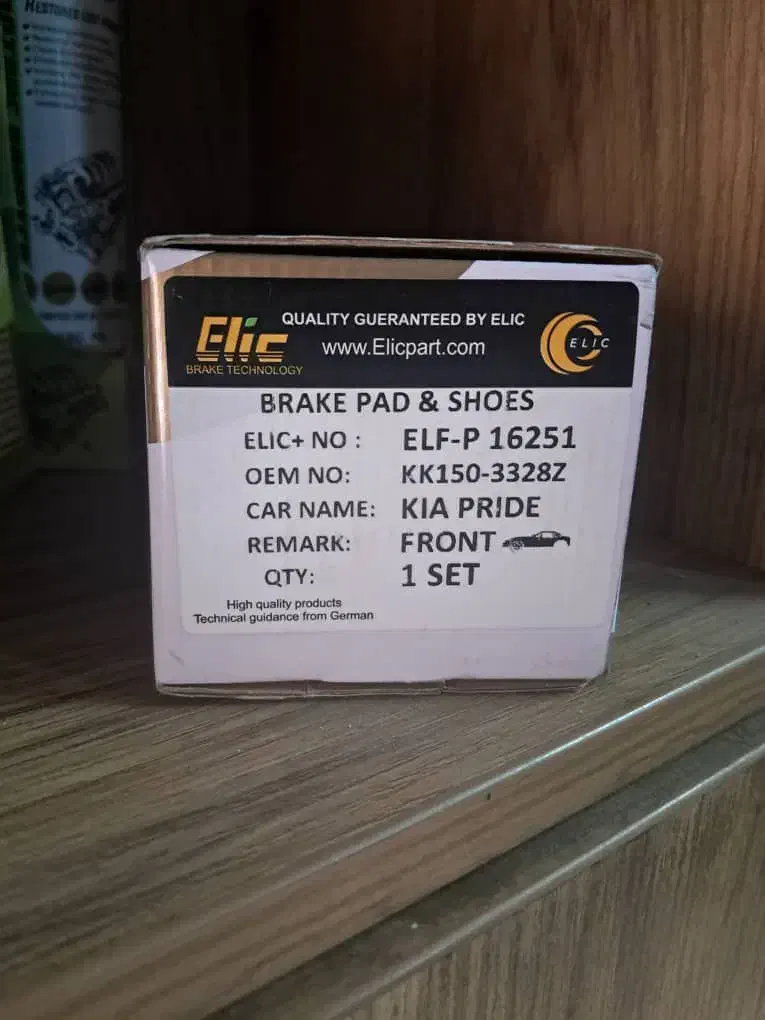 RESTORES LOST
QUALITY GUERANTEED BY ELIC
Elic
www.Elicpart.com
ELIC
BRAKE TECHNOLOGY
BRAKE PAD & SHOES
ELIC+ NO : ELF-P 16251
OEM NO: KK150-3328Z
CAR NAME: KIA PRIDE
REMARK: FRONT
QTY: 1 SET
High quality products
Technical guidance from German